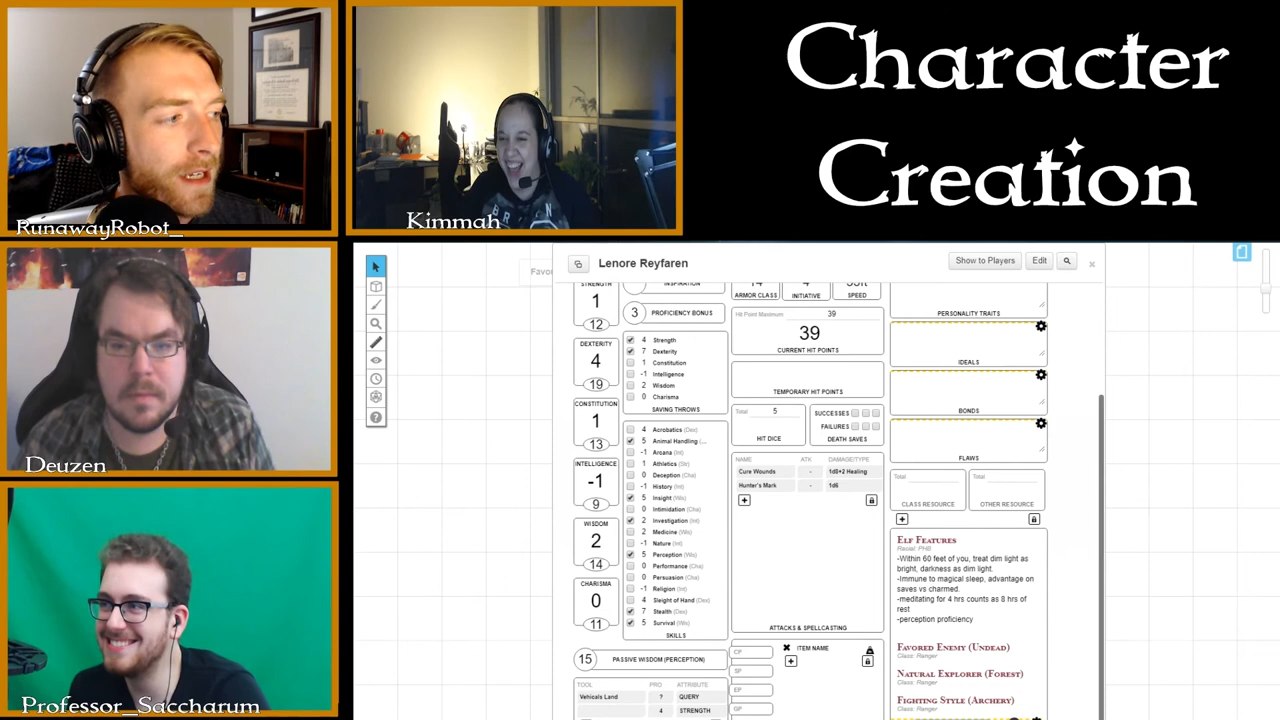 Character
Creation
RunawayRobot_
Kimmah
Deuzen
Professor_Saccharum
Favor
Lenore Reyfaren
Show to Players
Edit
STRENGTH
1
12
DEXTERITY
4
19
CONSTITUTION
1
13
INTELLIGENCE
-1
9
WISDOM
2
14
CHARISMA
0
11
INSPIRATION
3 PROFICIENCY BONUS
4 Strength
7 Dexterity
1 Constitution
-1 Intelligence
2 Wisdom
0 Charisma
SAVING THROWS
4 Acrobatics (Dex)
5 Animal Handling (...
-1 Arcana (Int)
1 Athletics (Str)
0 Deception (Cha)
-1 History (Int)
5 Insight (Wis)
0 Intimidation (Cha)
2 Investigation (Int)
2 Medicine (Wis)
-1 Nature (Int)
5 Perception (Wis)
0 Performance (Cha)
0 Persuasion (Cha)
-1 Religion (Int)
4 Sleight of Hand (Dex)
7 Stealth (Dex)
5 Survival (Wis)
SKILLS
15 PASSIVE WISDOM (PERCEPTION)
TOOL PRO ATTRIBUTE
Vehicals Land ? QUERY
4 STRENGTH
ARMOR CLASS INITIATIVE SPEED
Hit Point Maximum 39
39
CURRENT HIT POINTS
TEMPORARY HIT POINTS
Total 5
HIT DICE
SUCCESSES
FAILURES
DEATH SAVES
NAME ATK DAMAGE/TYPE
Cure Wounds - 1d8+2 Healing
Hunter's Mark - 1d6
ATTACKS & SPELLCASTING
CP
SP
EP
GP
ITEM NAME
PERSONALITY TRAITS
IDEALS
BONDS
FLAWS
Total
CLASS RESOURCE
Total
OTHER RESOURCE
ELF FEATURES
Racial: PHB
-Within 60 feet of you, treat dim light as
bright, darkness as dim light.
-Immune to magical sleep, advantage on
saves vs charmed.
-meditating for 4 hrs counts as 8 hrs of
rest
-perception proficiency
FAVORED ENEMY (UNDEAD)
Class: Ranger
NATURAL EXPLORER (FOREST)
Class: Ranger
FIGHTING STYLE (ARCHERY)
Class: Ranger